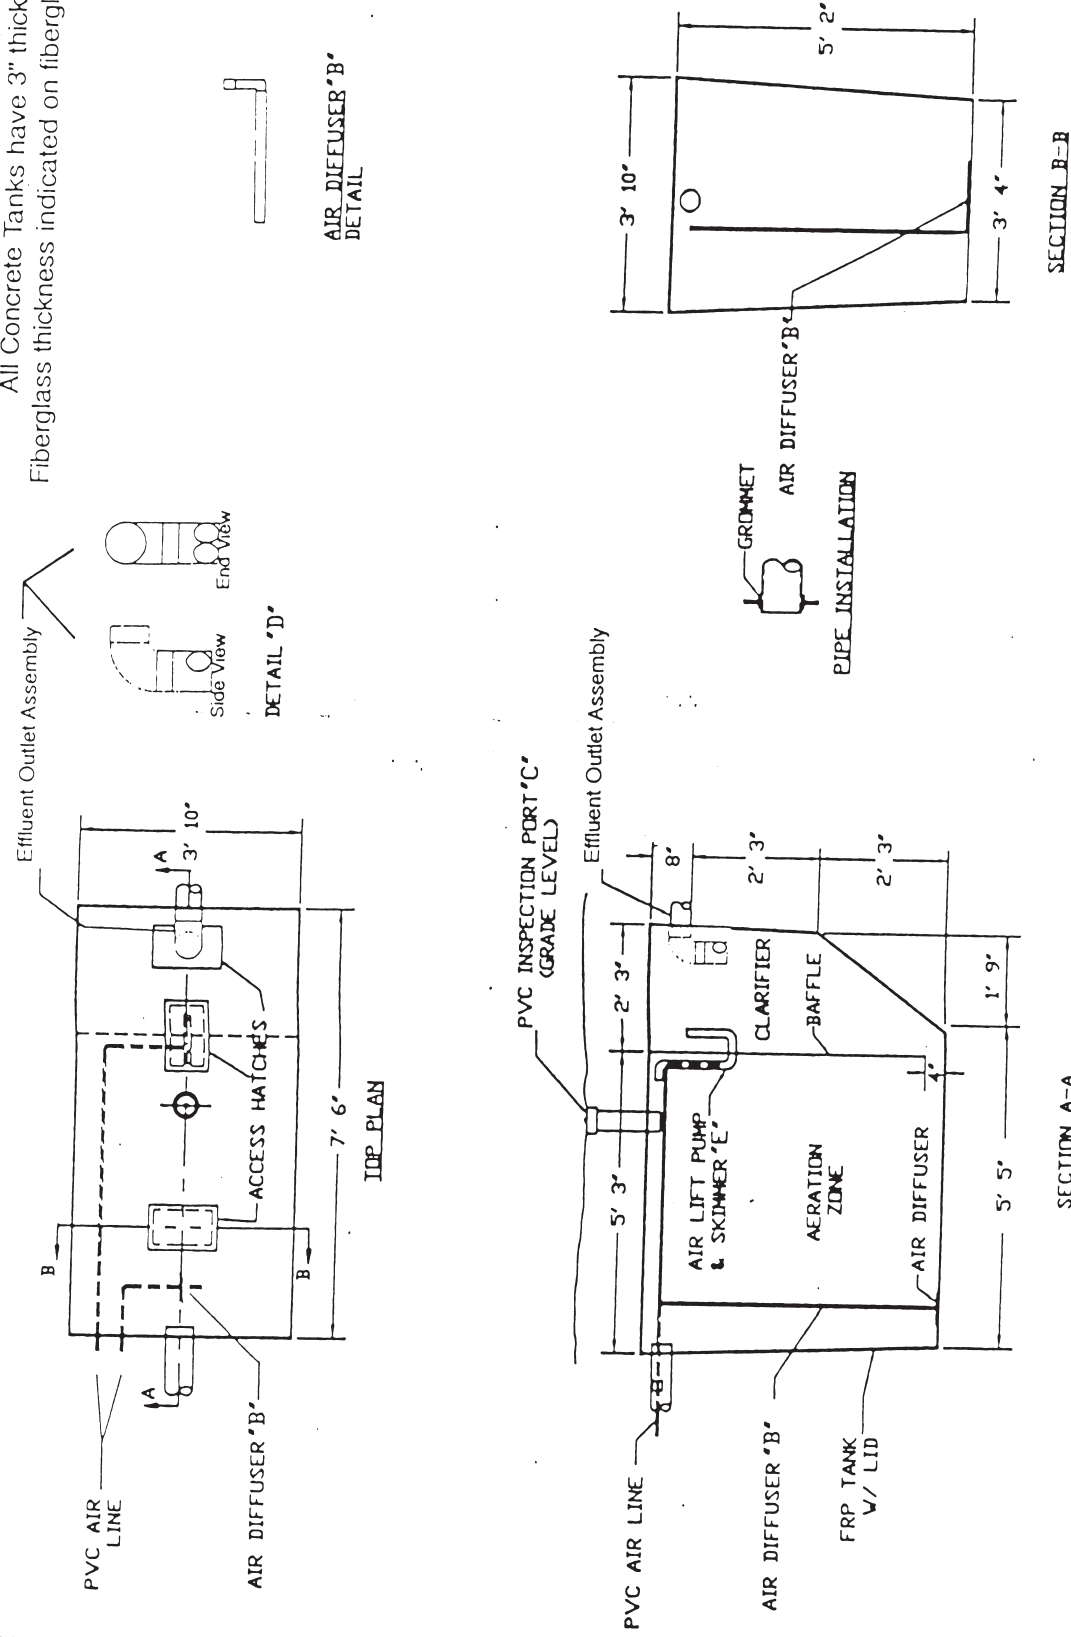 All Concrete Tanks have 3" thick
Fiberglass thickness indicated on fibergl
Effluent Outlet Assembly
Side View
End View
DETAIL "D"
AIR DIFFUSER "B"
DETAIL
PVC AIR
LINE
AIR DIFFUSER "B"
B
B
A
A
3' 10"
ACCESS HATCHES
7' 6"
TOP PLAN
PVC INSPECTION PORT "C"
(GRADE LEVEL)
Effluent Outlet Assembly
8"
2' 3"
2' 3"
5' 3"
2' 3"
AIR LIFT PUMP
& SKIMMER "E"
CLARIFIER
BAFFLE
AERATION
ZONE
AIR DIFFUSER
4"
1' 9"
5' 5"
PVC AIR LINE
AIR DIFFUSER "B"
FRP TANK
W/ LID
SECTION A-A
GROMMET
PIPE INSTALLATION
AIR DIFFUSER "B"
3' 10"
5' 2"
3' 4"
SECTION B-B